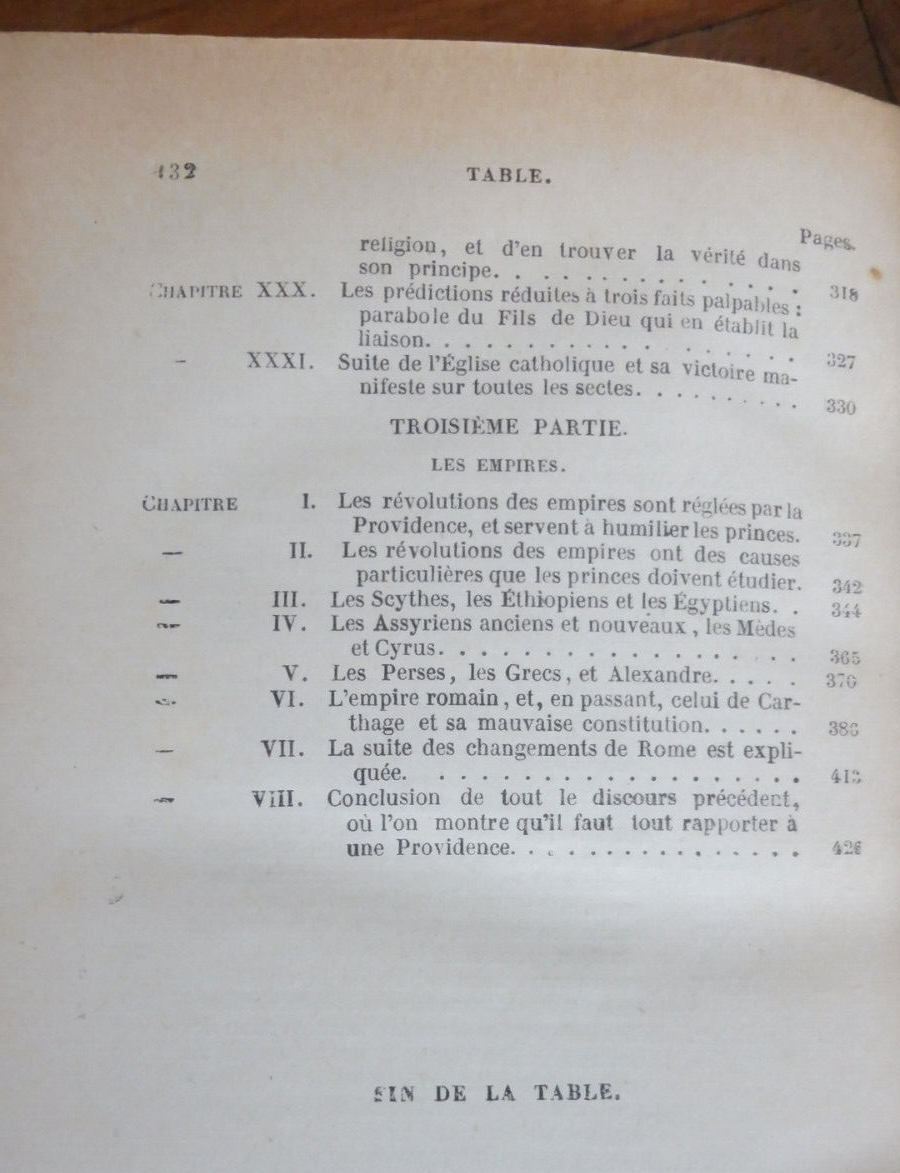 432 TABLE.
Pages.
religion, et d'en trouver la vérité dans
son principe. . . . . . . . . . . . . 318
CHAPITRE XXX. Les prédictions réduites à trois faits palpables :
parabole du Fils de Dieu qui en établit la
liaison. . . . . . . . . . . . . . . . 327
- XXXI. Suite de l'Église catholique et sa victoire ma-
nifeste sur toutes les sectes. . . . . . . . . 330
TROISIÈME PARTIE.
LES EMPIRES.
CHAPITRE I. Les révolutions des empires sont réglées par la
Providence, et servent à humilier les princes. 337
— II. Les révolutions des empires ont des causes
particulières que les princes doivent étudier. 342
— III. Les Scythes, les Éthiopiens et les Égyptiens. . 344
— IV. Les Assyriens anciens et nouveaux, les Mèdes
et Cyrus. . . . . . . . . . . . . . . . . 365
— V. Les Perses, les Grecs, et Alexandre. . . . . 370
— VI. L'empire romain, et, en passant, celui de Car-
thage et sa mauvaise constitution. . . . . .
— VII. La suite des changements de Rome est expli-
quée. . . . . . . . . . . . . . . . . .
— VIII. Conclusion de tout le discours précédent,
où l'on montre qu'il faut tout rapporter à
une Providence. . . . . . . . . . . . . .
FIN DE LA TABLE.